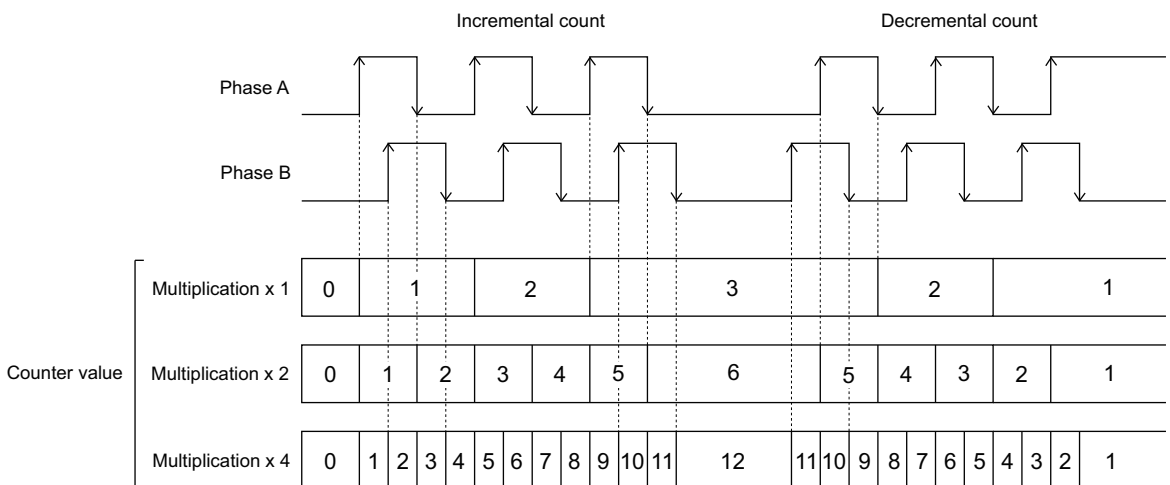 Incremental count Decremental count
Phase A
Phase B
Multiplication x 1 0 1 2 3 2 1
Counter value Multiplication x 2 0 1 2 3 4 5 6 5 4 3 2 1
Multiplication x 4 0 1 2 3 4 5 6 7 8 9 10 11 12 11 10 9 8 7 6 5 4 3 2 1